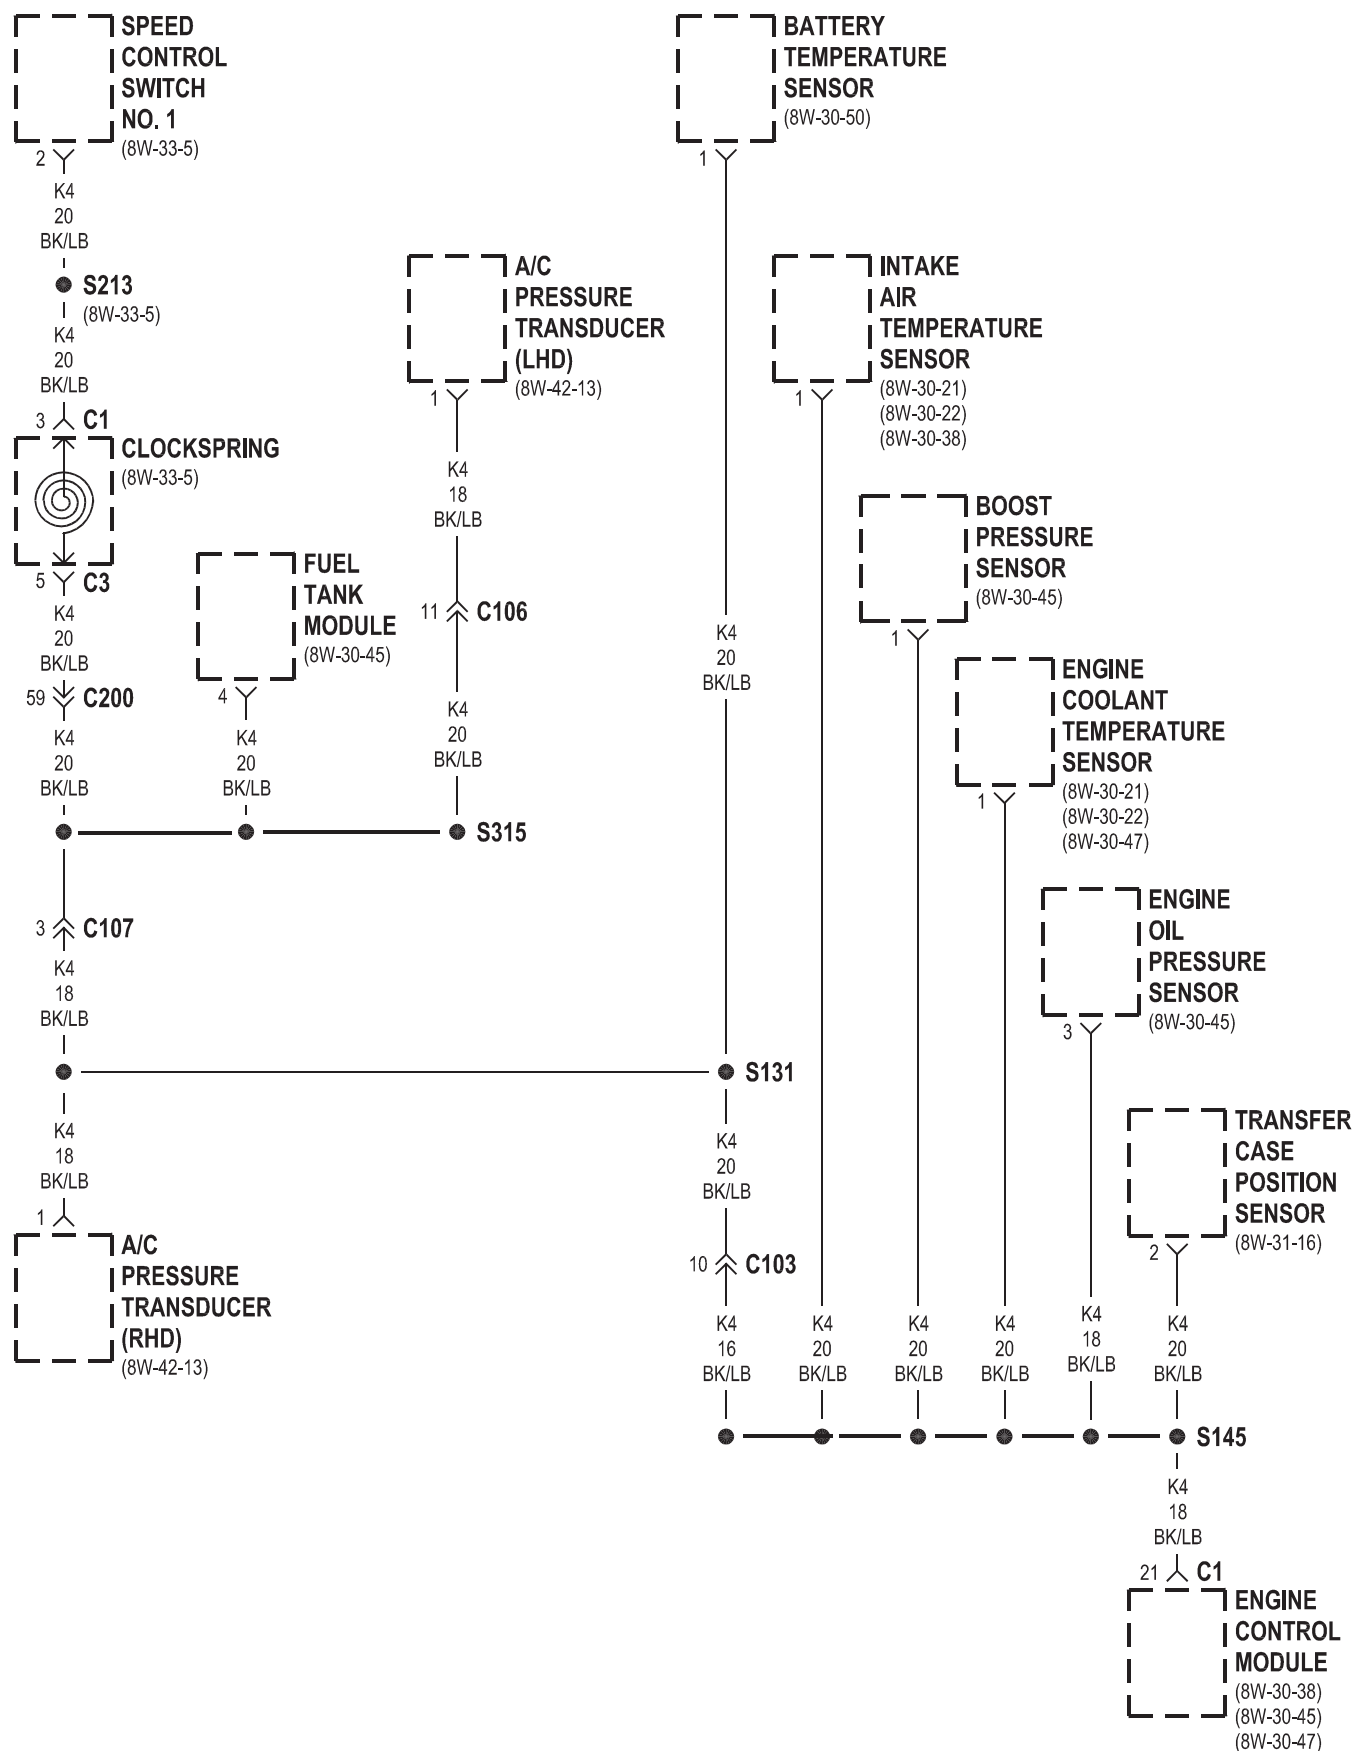 SPEED
CONTROL
SWITCH
NO. 1
(8W-33-5)
2
K4
20
BK/LB
S213
(8W-33-5)
K4
20
BK/LB
3
C1
CLOCKSPRING
(8W-33-5)
5
C3
K4
20
BK/LB
59
C200
K4
20
BK/LB
FUEL
TANK
MODULE
(8W-30-45)
4
K4
20
BK/LB
A/C
PRESSURE
TRANSDUCER
(LHD)
(8W-42-13)
1
K4
18
BK/LB
11
C106
K4
20
BK/LB
S315
3
C107
K4
18
BK/LB
K4
18
BK/LB
1
A/C
PRESSURE
TRANSDUCER
(RHD)
(8W-42-13)
BATTERY
TEMPERATURE
SENSOR
(8W-30-50)
1
K4
20
BK/LB
S131
K4
20
BK/LB
10
C103
K4
16
BK/LB
INTAKE
AIR
TEMPERATURE
SENSOR
(8W-30-21)
(8W-30-22)
(8W-30-38)
1
K4
20
BK/LB
BOOST
PRESSURE
SENSOR
(8W-30-45)
1
K4
20
BK/LB
ENGINE
COOLANT
TEMPERATURE
SENSOR
(8W-30-21)
(8W-30-22)
(8W-30-47)
1
K4
20
BK/LB
ENGINE
OIL
PRESSURE
SENSOR
(8W-30-45)
3
K4
18
BK/LB
TRANSFER
CASE
POSITION
SENSOR
(8W-31-16)
2
K4
20
BK/LB
S145
K4
18
BK/LB
21
C1
ENGINE
CONTROL
MODULE
(8W-30-38)
(8W-30-45)
(8W-30-47)